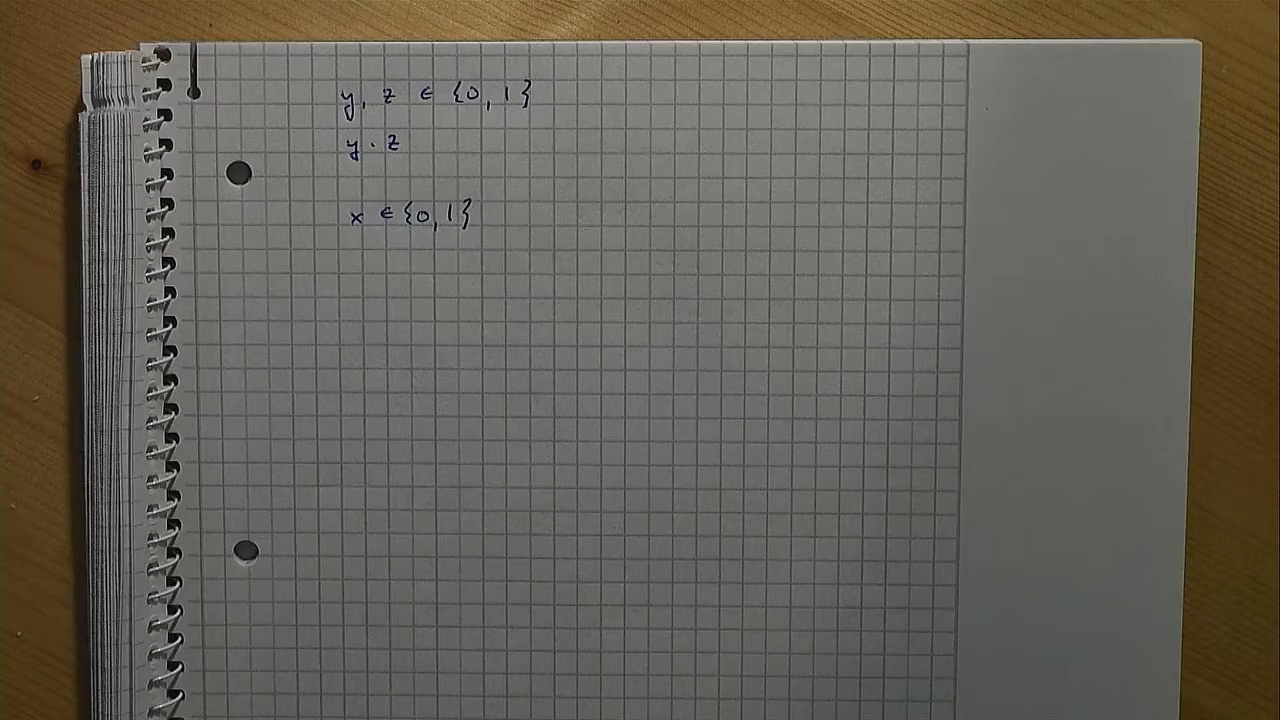 y, z ∈ {0, 1}
y · z
x ∈ {0, 1}